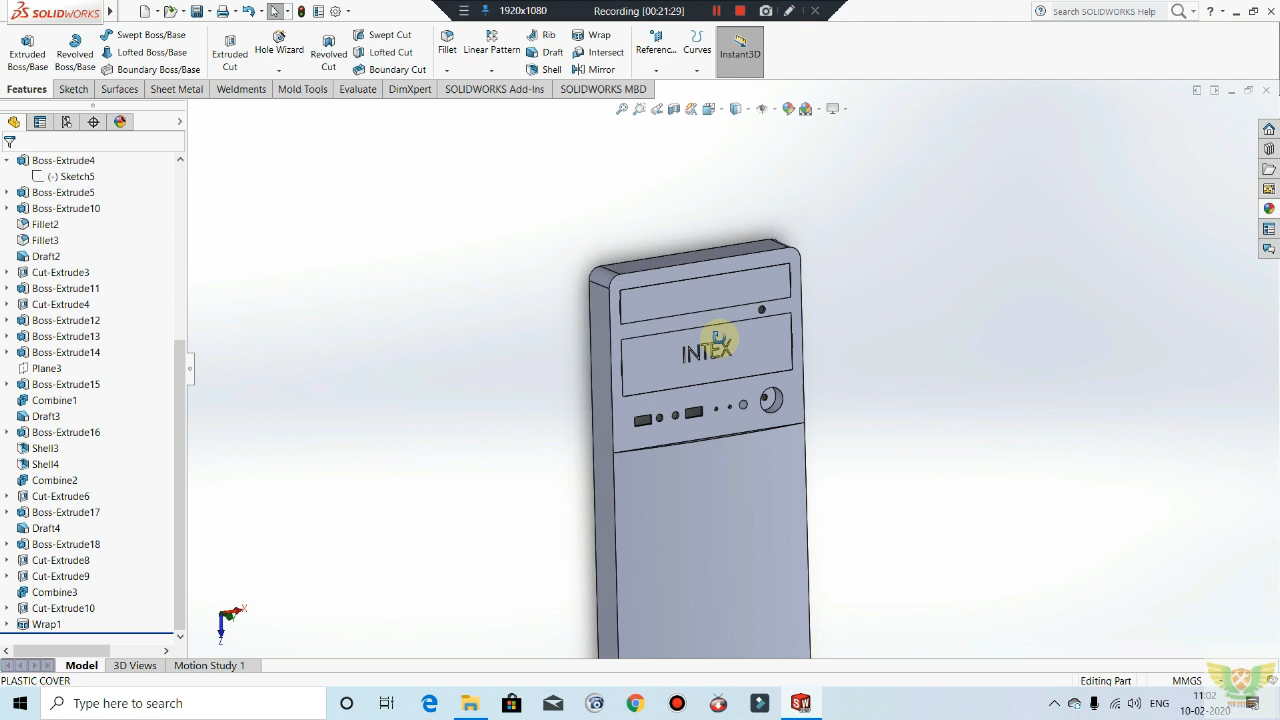 SOLIDWORKS
1920x1080
Recording [00:21:29]
Search SOLIDWORKS Help
Extruded Boss/Base
Revolved Boss/Base
Swept Boss/Base
Lofted Boss/Base
Boundary Boss/Base
Extruded Cut
Hole Wizard
Revolved Cut
Swept Cut
Lofted Cut
Boundary Cut
Fillet
Linear Pattern
Rib
Draft
Shell
Wrap
Intersect
Mirror
Referenc...
Curves
Instant3D
Features
Sketch
Surfaces
Sheet Metal
Weldments
Mold Tools
Evaluate
DimXpert
SOLIDWORKS Add-Ins
SOLIDWORKS MBD
Boss-Extrude4
(-) Sketch5
Boss-Extrude5
Boss-Extrude10
Fillet2
Fillet3
Draft2
Cut-Extrude3
Boss-Extrude11
Cut-Extrude4
Boss-Extrude12
Boss-Extrude13
Boss-Extrude14
Plane3
Boss-Extrude15
Combine1
Draft3
Boss-Extrude16
Shell3
Shell4
Combine2
Cut-Extrude6
Boss-Extrude17
Draft4
Boss-Extrude18
Cut-Extrude8
Cut-Extrude9
Combine3
Cut-Extrude10
Wrap1
INTEX
X
Z
Model
3D Views
Motion Study 1
PLASTIC COVER
Editing Part
MMGS
Type here to search
ENG
11:02
10-02-2020